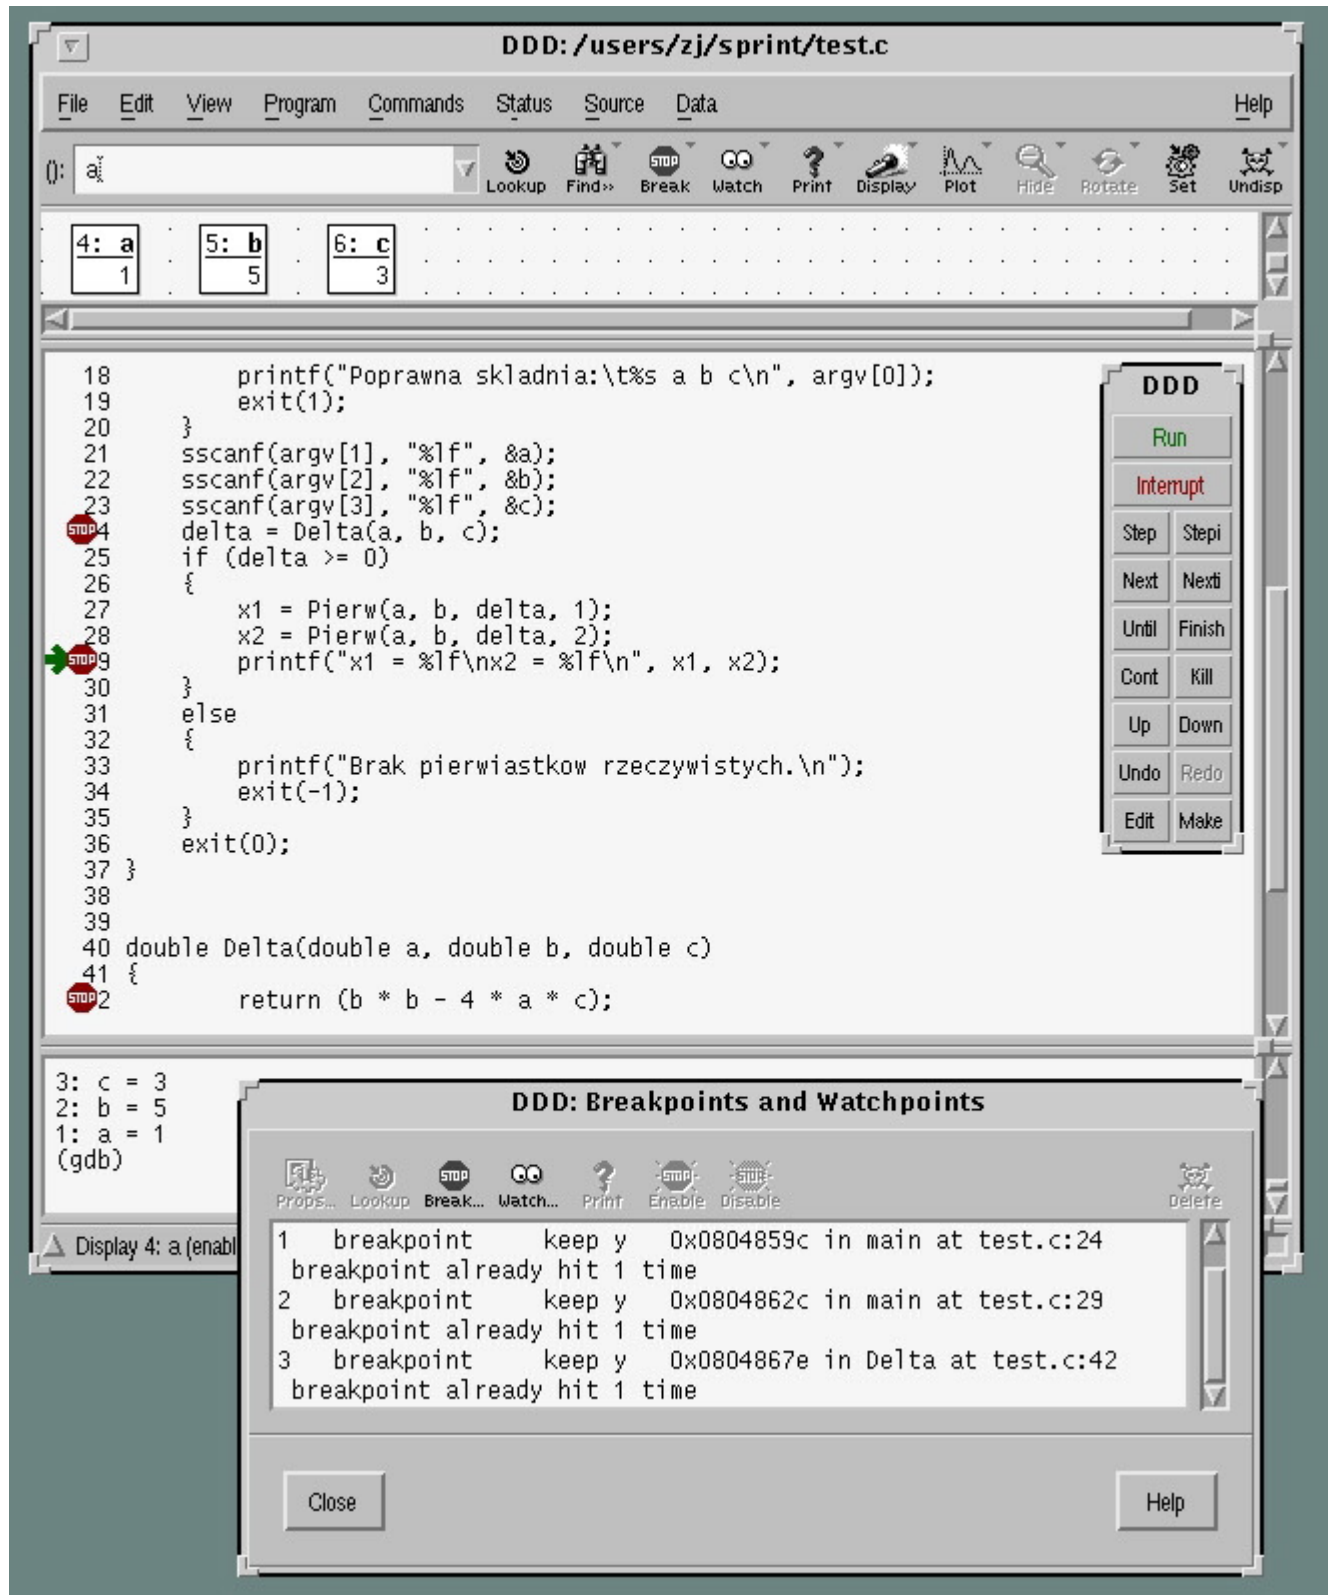 DDD: /users/zj/sprint/test.c
File Edit View Program Commands Status Source Data Help
(): a
Lookup Find» Break Watch Print Display Plot Hide Rotate Set Undisp
4: a 5: b 6: c
1 5 3
18 printf("Poprawna skladnia:\t%s a b c\n", argv[0]);
19 exit(1);
20 }
21 sscanf(argv[1], "%lf", &a);
22 sscanf(argv[2], "%lf", &b);
23 sscanf(argv[3], "%lf", &c);
STOP4 delta = Delta(a, b, c);
25 if (delta >= 0)
26 {
27 x1 = Pierw(a, b, delta, 1);
28 x2 = Pierw(a, b, delta, 2);
STOP9 printf("x1 = %lf\nx2 = %lf\n", x1, x2);
30 }
31 else
32 {
33 printf("Brak pierwiastkow rzeczywistych.\n");
34 exit(-1);
35 }
36 exit(0);
37 }
38
39
40 double Delta(double a, double b, double c)
41 {
STOP2 return (b * b - 4 * a * c);
DDD
Run
Interrupt
Step Stepi
Next Nexti
Until Finish
Cont Kill
Up Down
Undo Redo
Edit Make
3: c = 3
2: b = 5
1: a = 1
(gdb)
Display 4: a (enabl
DDD: Breakpoints and Watchpoints
Props... Lookup Break... Watch... Print Enable Disable Delete
1 breakpoint keep y 0x0804859c in main at test.c:24
breakpoint already hit 1 time
2 breakpoint keep y 0x0804862c in main at test.c:29
breakpoint already hit 1 time
3 breakpoint keep y 0x0804867e in Delta at test.c:42
breakpoint already hit 1 time
Close Help